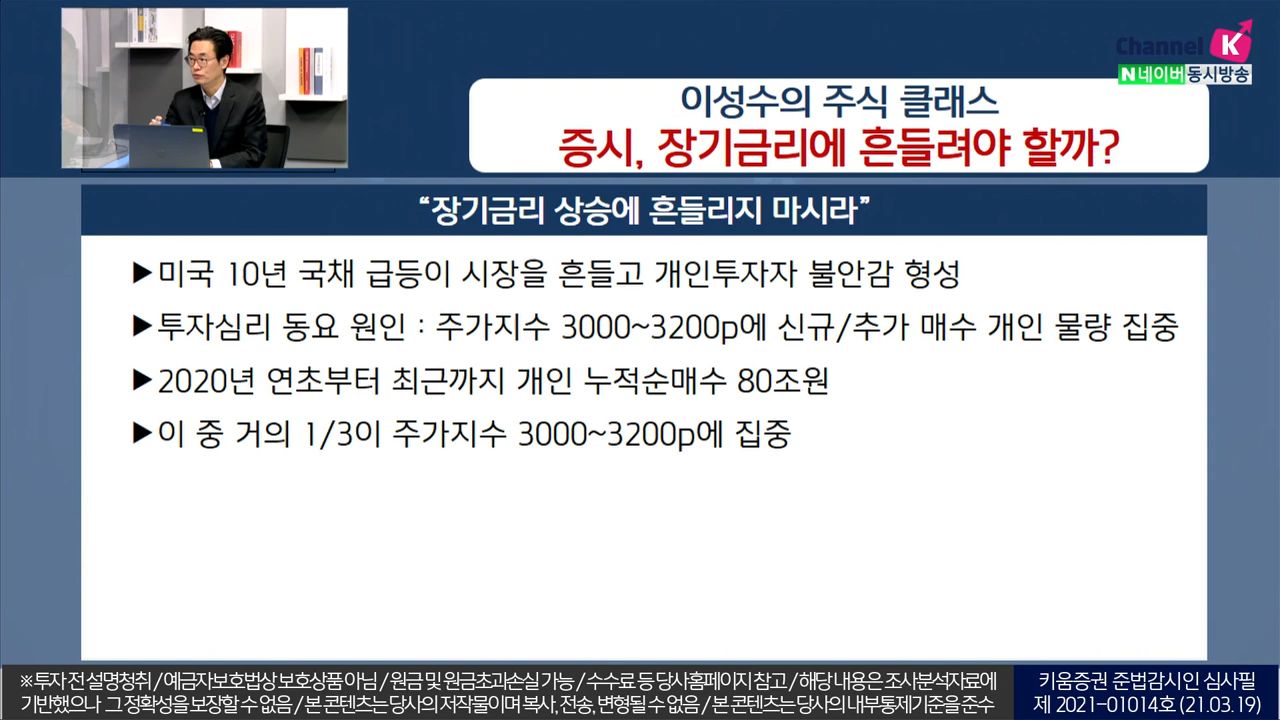 Channel K
N 네이버 동시방송
이성수의 주식 클래스
증시, 장기금리에 흔들려야 할까?
“장기금리 상승에 흔들리지 마시라”
▶미국 10년 국채 급등이 시장을 흔들고 개인투자자 불안감 형성
▶투자심리 동요 원인 : 주가지수 3000~3200p에 신규/추가 매수 개인 물량 집중
▶2020년 연초부터 최근까지 개인 누적순매수 80조원
▶이 중 거의 1/3이 주가지수 3000~3200p에 집중
※투자 전 설명청취 / 예금자보호법상 보호상품 아님 / 원금 및 원금초과손실 가능 / 수수료 등 당사홈페이지 참고 / 해당 내용은 조사분석자료에
기반했으나 그 정확성을 보장할 수 없음 / 본 콘텐츠는 당사의 저작물이며 복사, 전송, 변형될 수 없음 / 본 콘텐츠는 당사의 내부통제기준을 준수
키움증권 준법감시인 심사필
제 2021-01014호 (21.03.19)